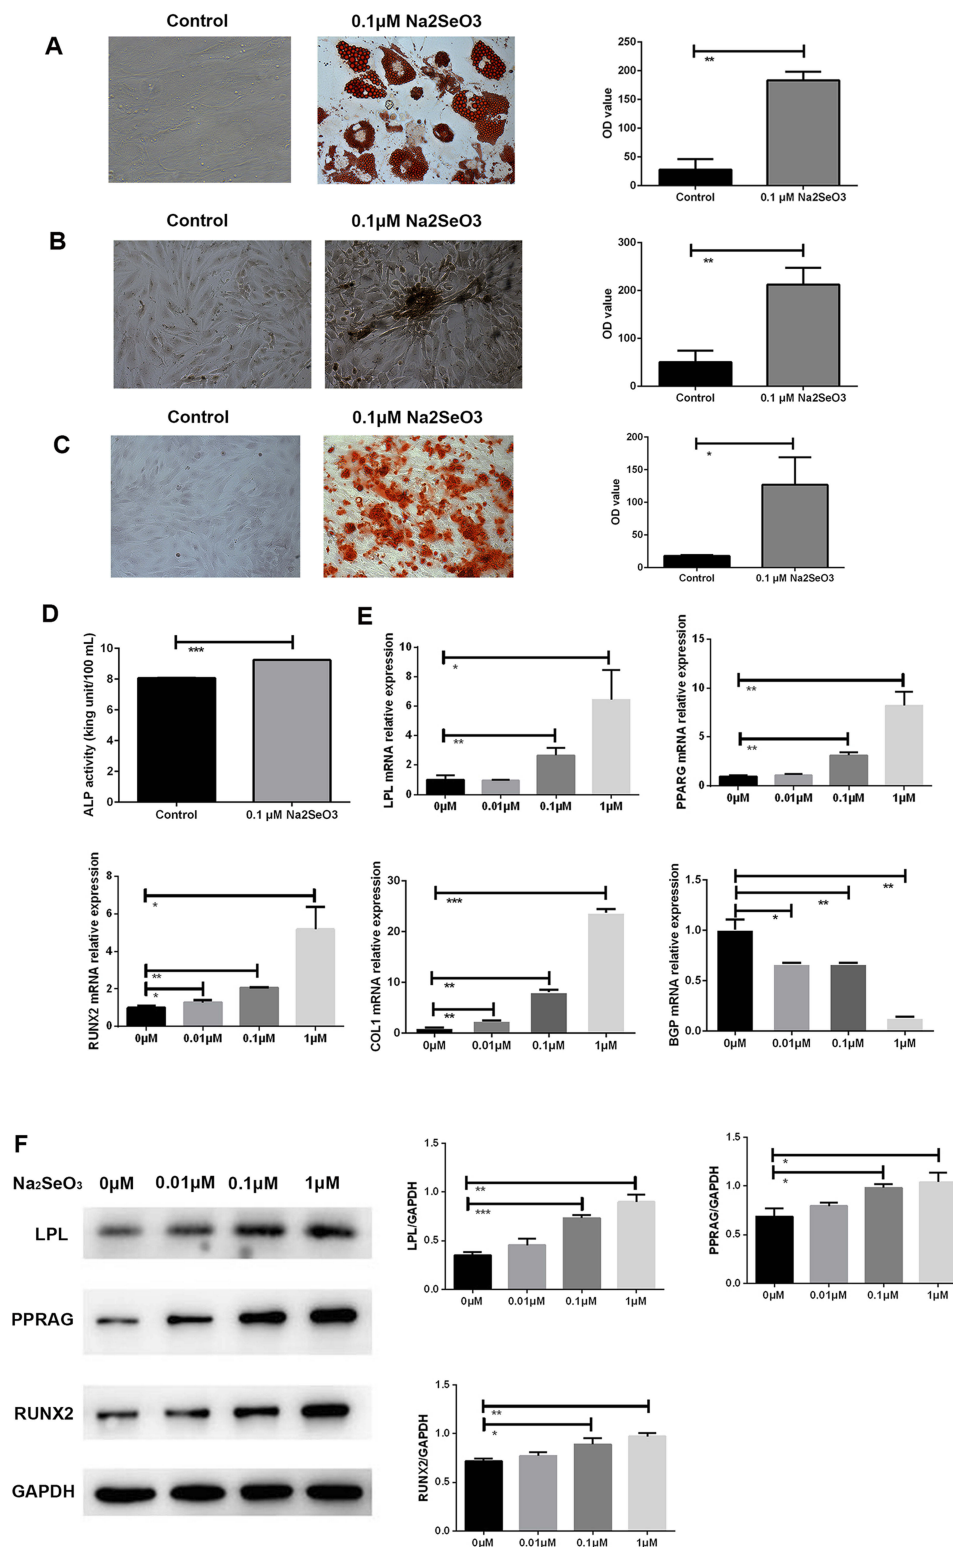 Control
0.1µM Na2SeO3
A
OD value
250
200
150
100
50
0
**
Control
0.1 µM Na2SeO3
Control
0.1µM Na2SeO3
B
OD value
300
200
100
0
**
Control
0.1 µM Na2SeO3
Control
0.1µM Na2SeO3
C
OD value
200
150
100
50
0
*
Control
0.1 µM Na2SeO3
D
ALP activity (king unit/100 mL)
10
8
6
4
2
0
***
Control
0.1 µM Na2SeO3
E
LPL mRNA relative expression
10
8
6
4
2
0
*
**
0µM
0.01µM
0.1µM
1µM
PPARG mRNA relative expression
15
10
5
0
**
**
0µM
0.01µM
0.1µM
1µM
RUNX2 mRNA relative expression
8
6
4
2
0
*
**
*
0µM
0.01µM
0.1µM
1µM
COL1 mRNA relative expression
30
20
10
0
***
**
**
0µM
0.01µM
0.1µM
1µM
BGP mRNA relative expression
1.5
1.0
0.5
0.0
**
**
*
0µM
0.01µM
0.1µM
1µM
F
Na₂SeO₃ 0µM 0.01µM 0.1µM 1µM
LPL
PPRAG
RUNX2
GAPDH
LPL/GAPDH
1.5
1.0
0.5
0.0
**
***
0µM
0.01µM
0.1µM
1µM
PPRAG/GAPDH
1.5
1.0
0.5
0.0
*
*
0µM
0.01µM
0.1µM
1µM
RUNX2/GAPDH
1.5
1.0
0.5
0.0
**
*
0µM
0.01µM
0.1µM
1µM